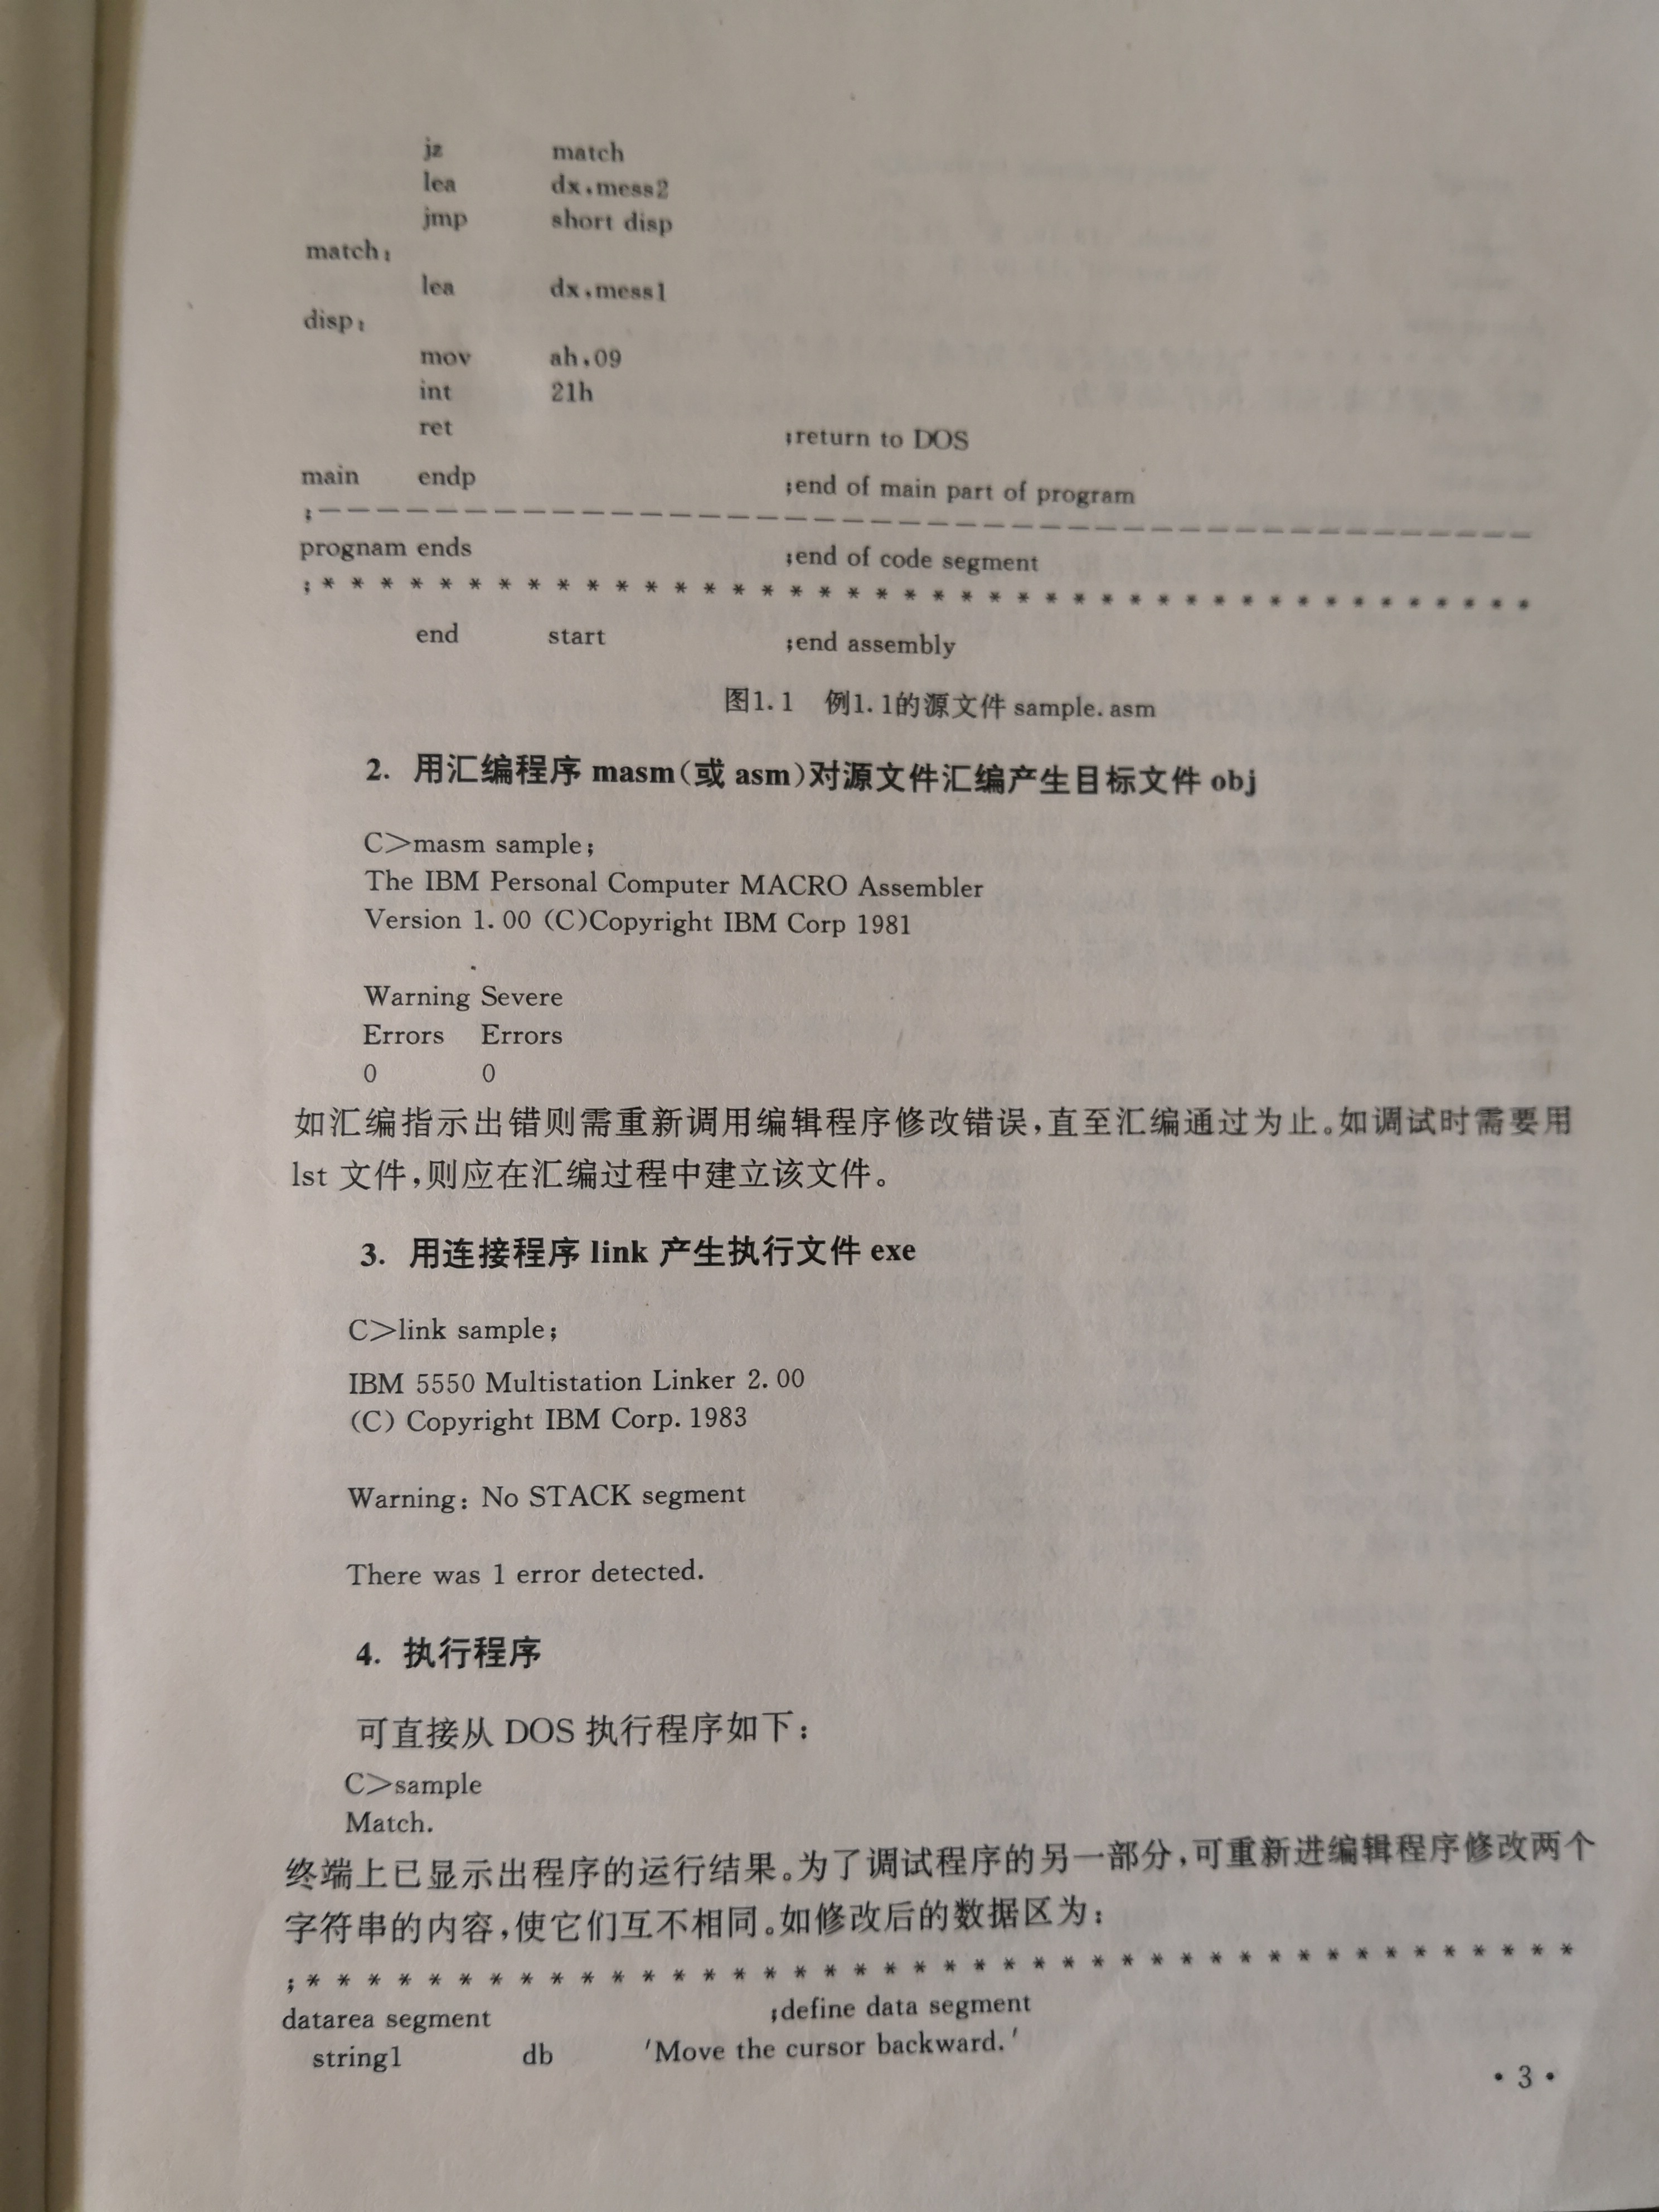 jz match
lea dx,mess2
jmp short disp
match:
lea dx,mess1
disp:
mov ah,09
int 21h
ret ;return to DOS
main endp ;end of main part of program
;— — — — — — — — — — — — — — — — — — — — — — — — — — — — — — — — — — — — — — — — — —
prognam ends ;end of code segment
;* * * * * * * * * * * * * * * * * * * * * * * * * * * * * * * * * * * * * * * * * *
end start ;end assembly
图1.1 例1.1的源文件 sample.asm
2. 用汇编程序 masm(或 asm)对源文件汇编产生目标文件 obj
C>masm sample;
The IBM Personal Computer MACRO Assembler
Version 1.00 (C)Copyright IBM Corp 1981
Warning Severe
Errors Errors
0 0
如汇编指示出错则需重新调用编辑程序修改错误,直至汇编通过为止。如调试时需要用
lst 文件,则应在汇编过程中建立该文件。
3. 用连接程序 link 产生执行文件 exe
C>link sample;
IBM 5550 Multistation Linker 2.00
(C) Copyright IBM Corp. 1983
Warning: No STACK segment
There was 1 error detected.
4. 执行程序
可直接从 DOS 执行程序如下:
C>sample
Match.
终端上已显示出程序的运行结果。为了调试程序的另一部分,可重新进编辑程序修改两个
字符串的内容,使它们互不相同。如修改后的数据区为:
;* * * * * * * * * * * * * * * * * * * * * * * * * * * * * * * * * * * * * * * * * *
datarea segment ;define data segment
string1 db 'Move the cursor backward.'
· 3 ·